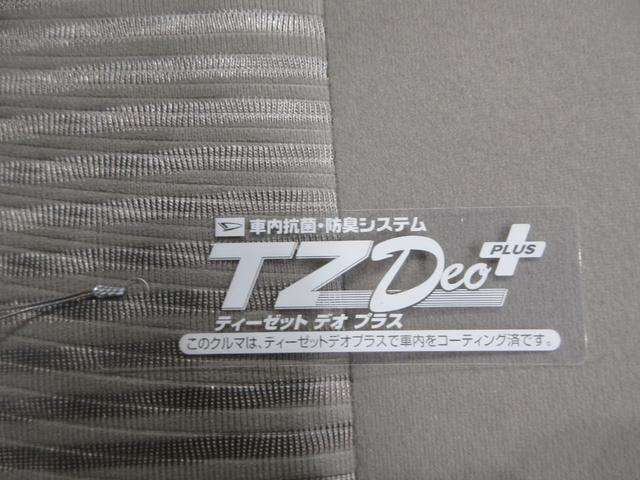 車内抗菌・防臭システム
TZDeo PLUS
ティーゼット デオ プラス
このクルマは、ティーゼットデオプラスで車内をコーティング済です。